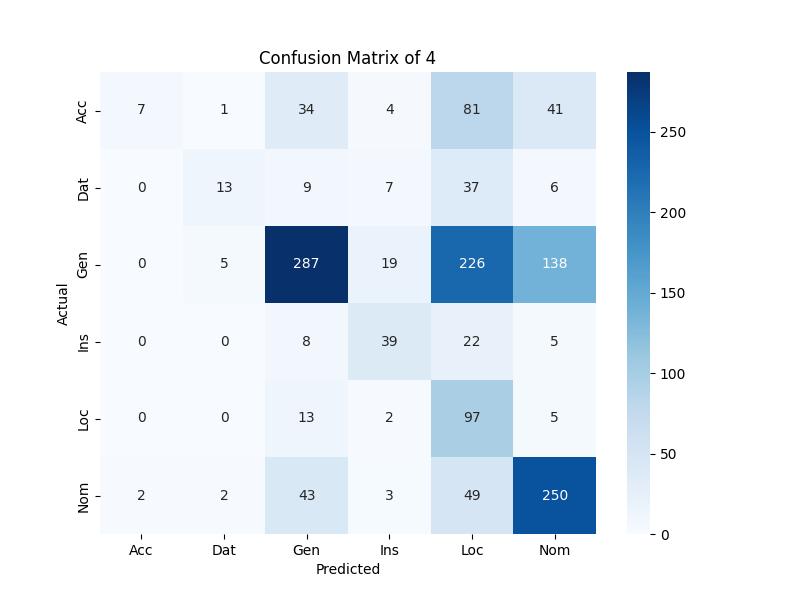 Confusion Matrix of 4
Acc 7 1 34 4 81 41
Dat 0 13 9 7 37 6
Gen 0 5 287 19 226 138
Ins 0 0 8 39 22 5
Loc 0 0 13 2 97 5
Nom 2 2 43 3 49 250
Acc Dat Gen Ins Loc Nom
Predicted
Actual
250
200
150
100
50
0